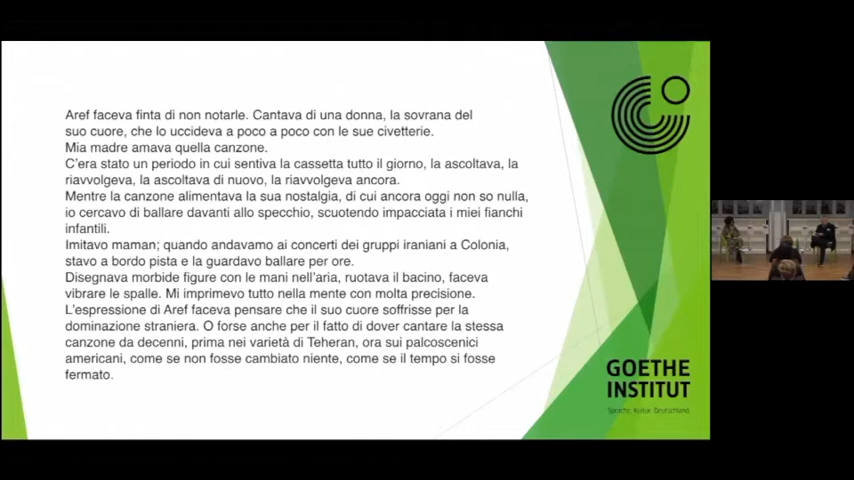 Aref faceva finta di non notarle. Cantava di una donna, la sovrana del
suo cuore, che lo uccideva a poco a poco con le sue civetterie.
Mia madre amava quella canzone.
C'era stato un periodo in cui sentiva la cassetta tutto il giorno, la ascoltava, la
riavvolgeva, la ascoltava di nuovo, la riavvolgeva ancora.
Mentre la canzone alimentava la sua nostalgia, di cui ancora oggi non so nulla,
io cercavo di ballare davanti allo specchio, scuotendo impacciata i miei fianchi
infantili.
Imitavo maman; quando andavamo ai concerti dei gruppi iraniani a Colonia,
stavo a bordo pista e la guardavo ballare per ore.
Disegnava morbide figure con le mani nell'aria, ruotava il bacino, faceva
vibrare le spalle. Mi imprimevo tutto nella mente con molta precisione.
L'espressione di Aref faceva pensare che il suo cuore soffrisse per la
dominazione straniera. O forse anche per il fatto di dover cantare la stessa
canzone da decenni, prima nei varietà di Teheran, ora sui palcoscenici
americani, come se non fosse cambiato niente, come se il tempo si fosse
fermato.
GOETHE
INSTITUT
Sprache. Kultur. Deutschland.